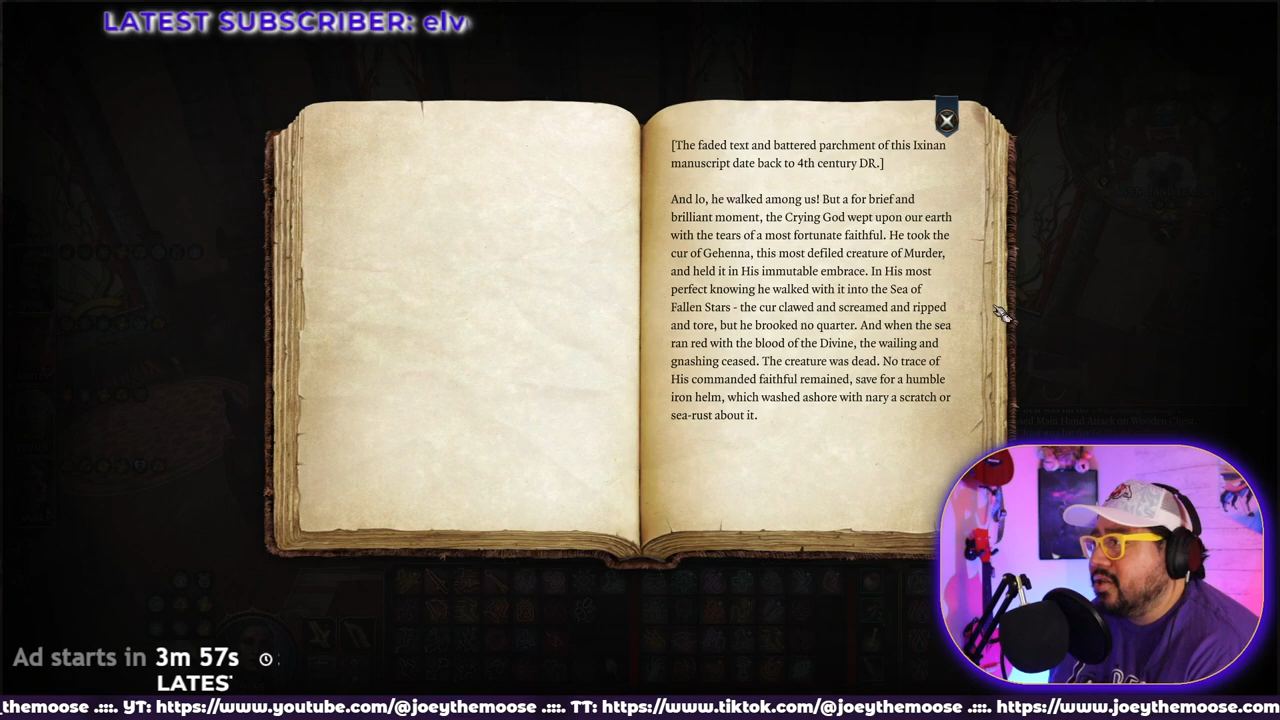 LATEST SUBSCRIBER: elv
[The faded text and battered parchment of this Ixinan
manuscript date back to 4th century DR.]
And lo, he walked among us! But a for brief and
brilliant moment, the Crying God wept upon our earth
with the tears of a most fortunate faithful. He took the
cur of Gehenna, this most defiled creature of Murder,
and held it in His immutable embrace. In His most
perfect knowing he walked with it into the Sea of
Fallen Stars - the cur clawed and screamed and ripped
and tore, but he brooked no quarter. And when the sea
ran red with the blood of the Divine, the wailing and
gnashing ceased. The creature was dead. No trace of
His commanded faithful remained, save for a humble
iron helm, which washed ashore with nary a scratch or
sea-rust about it.
Main Hand Attack on Wooden Chest.
Ad starts in 3m 57s
LATEST
themoose .:::. YT: https://www.youtube.com/@joeythemoose .:::. TT: https://www.tiktok.com/@joeythemoose .:::. https://www.joeythemoose.com